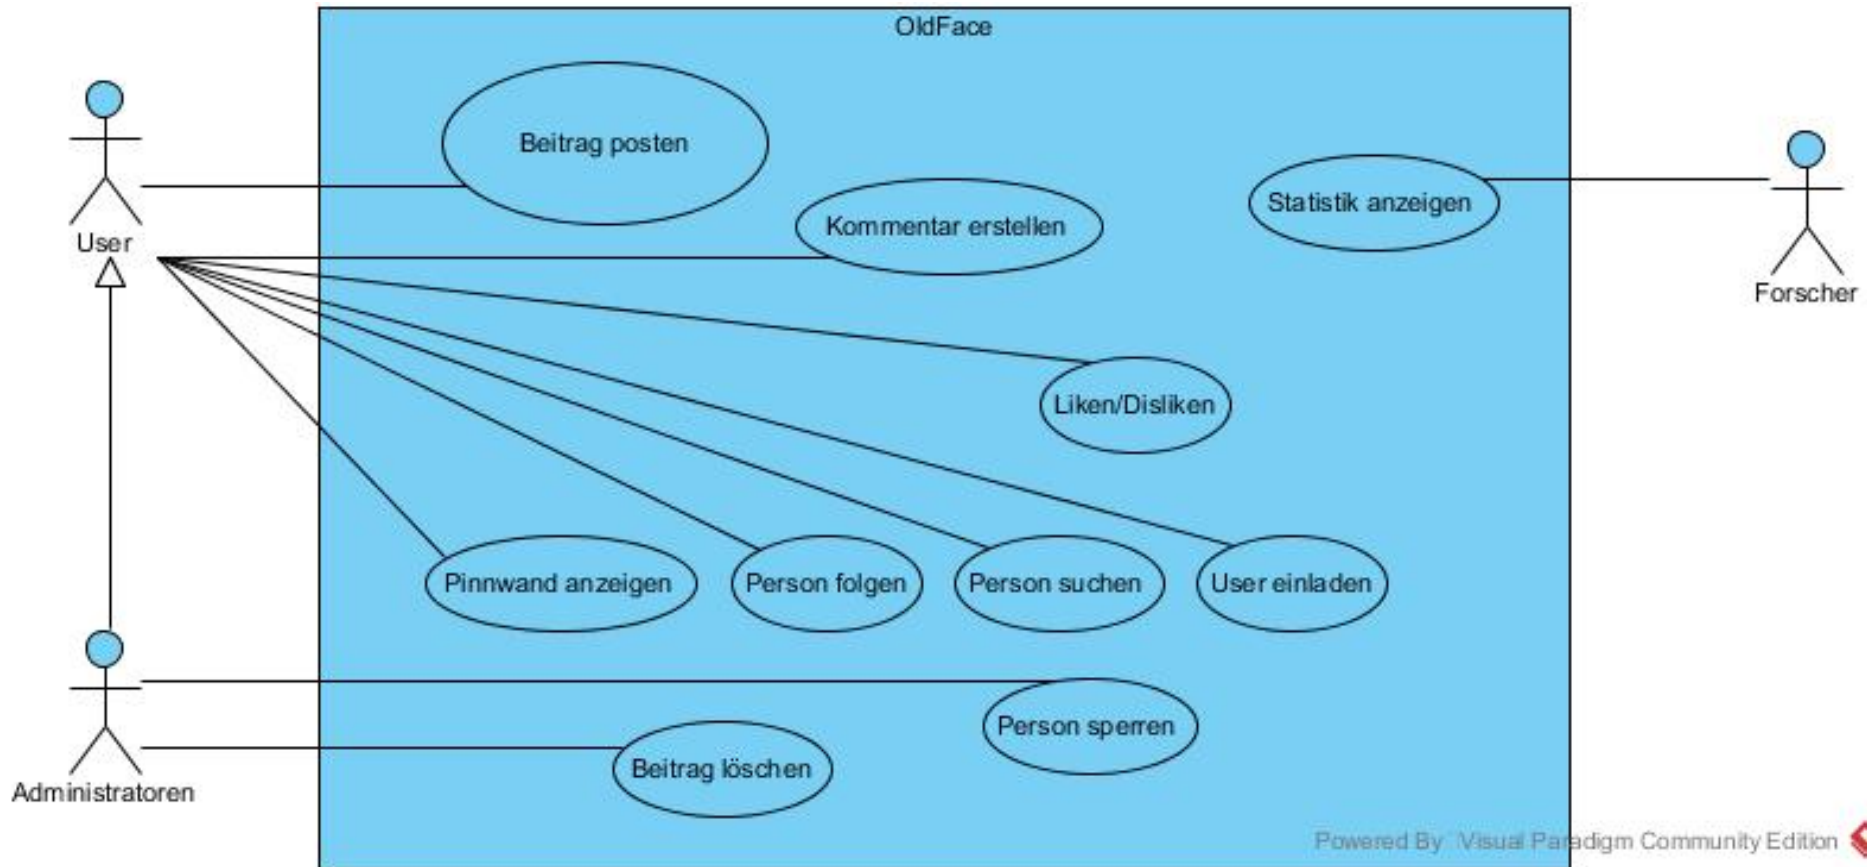 OldFace
Beitrag posten
Kommentar erstellen
Statistik anzeigen
User
Forscher
Liken/Disliken
Pinnwand anzeigen
Person folgen
Person suchen
User einladen
Person sperren
Beitrag löschen
Administratoren
Powered By Visual Paradigm Community Edition